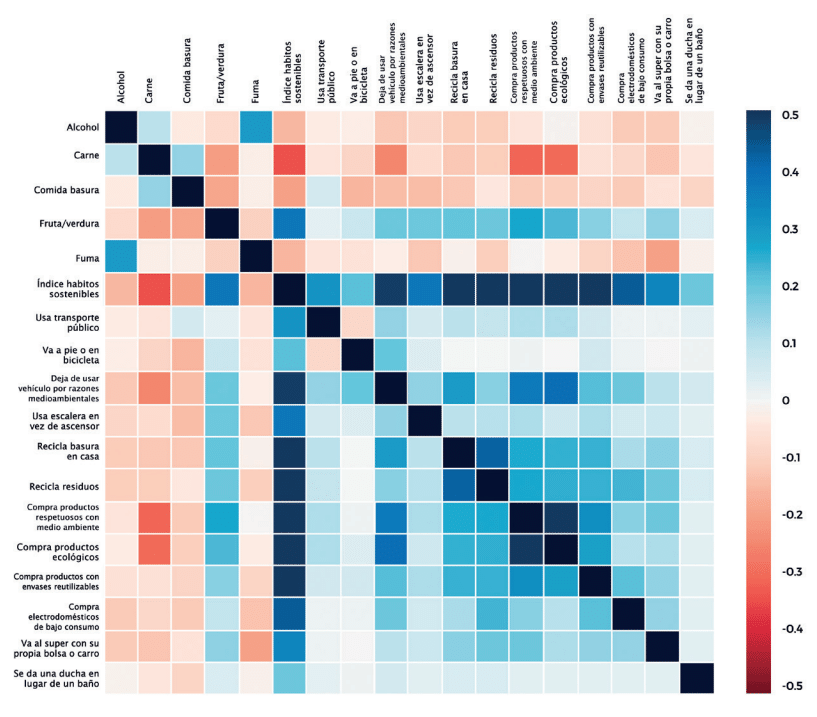 Alcohol
Carne
Comida basura
Fruta/verdura
Fuma
Índice habitos
sostenibles
Usa transporte
público
Va a pie o en
bicicleta
Deja de usar
vehículo por razones
medioambientales
Usa escalera en
vez de ascensor
Recicla basura
en casa
Recicla residuos
Compra productos
respetuosos con
medio ambiente
Compra productos
ecológicos
Compra productos con
envases reutilizables
Compra
electrodomésticos
de bajo consumo
Va al super con su
propia bolsa o carro
Se da una ducha en
lugar de un baño
Alcohol
Carne
Comida basura
Fruta/verdura
Fuma
Índice habitos
sostenibles
Usa transporte
público
Va a pie o en
bicicleta
Deja de usar
vehículo por razones
medioambientales
Usa escalera en
vez de ascensor
Recicla basura
en casa
Recicla residuos
Compra productos
respetuosos con
medio ambiente
Compra productos
ecológicos
Compra productos con
envases reutilizables
Compra
electrodomésticos
de bajo consumo
Va al super con su
propia bolsa o carro
Se da una ducha en
lugar de un baño
0.5
0.4
0.3
0.2
0.1
0
-0.1
-0.2
-0.3
-0.4
-0.5